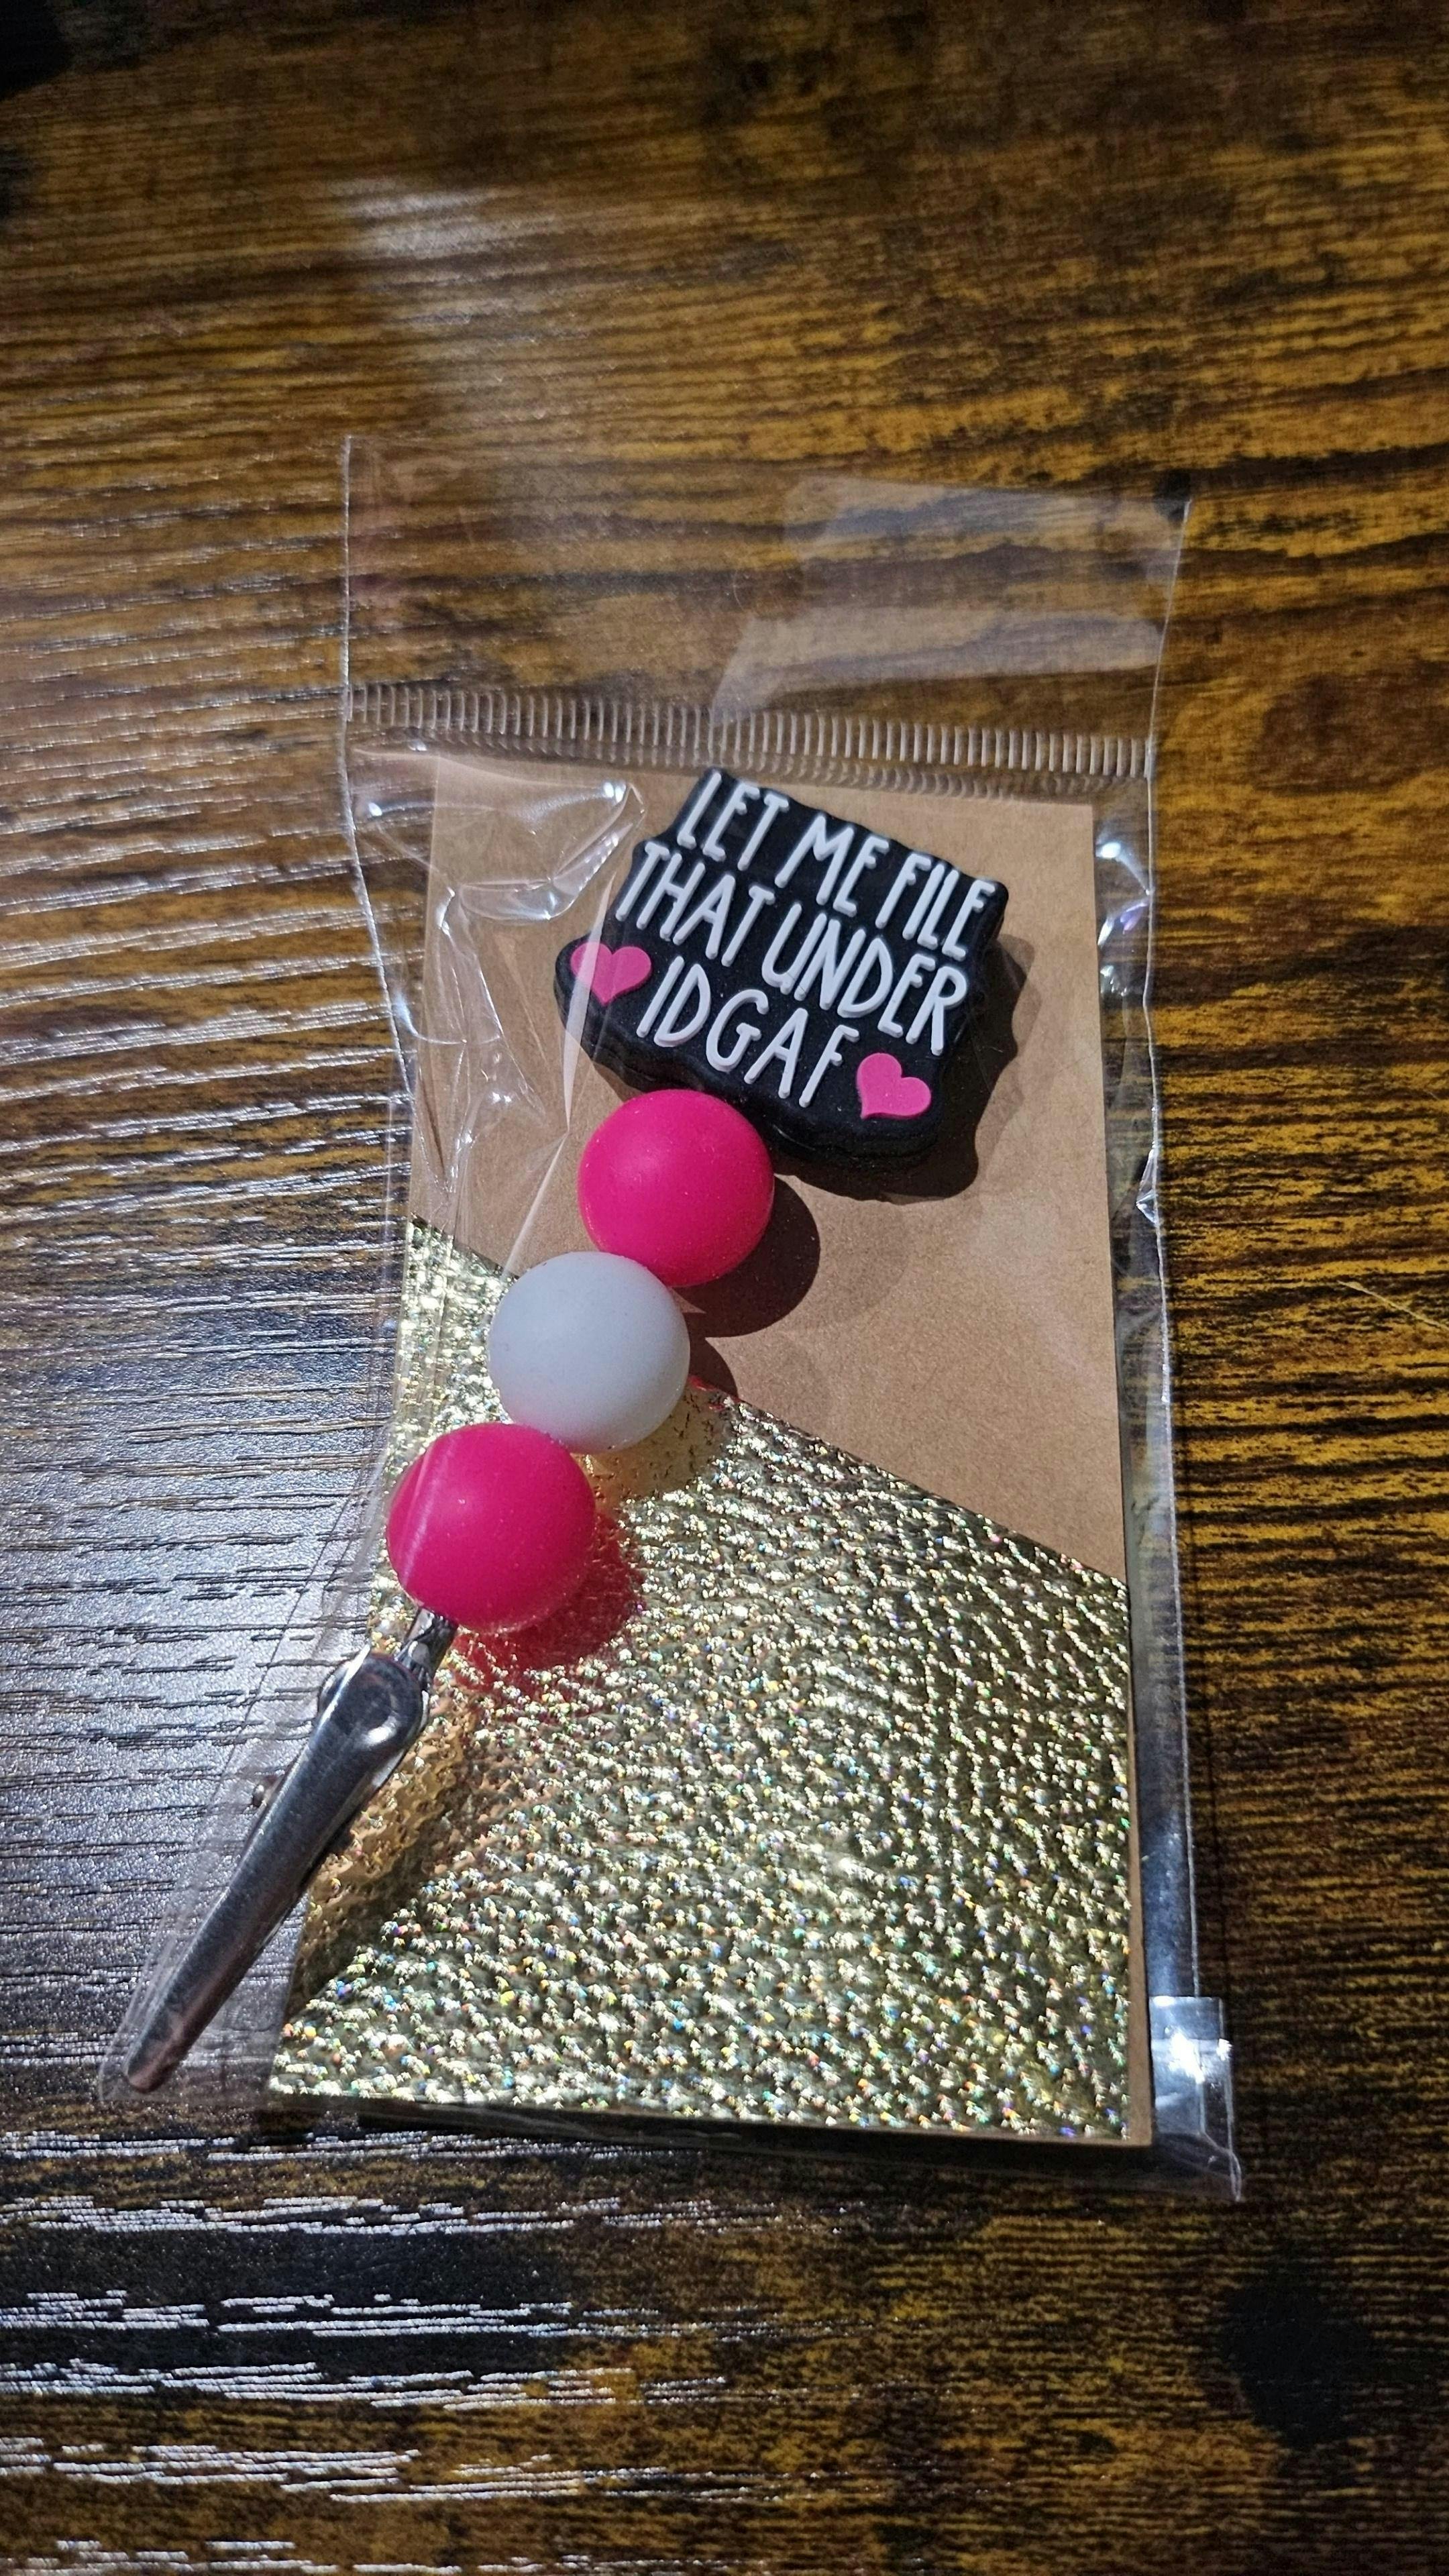 LET ME FILE
THAT UNDER
IDGAF